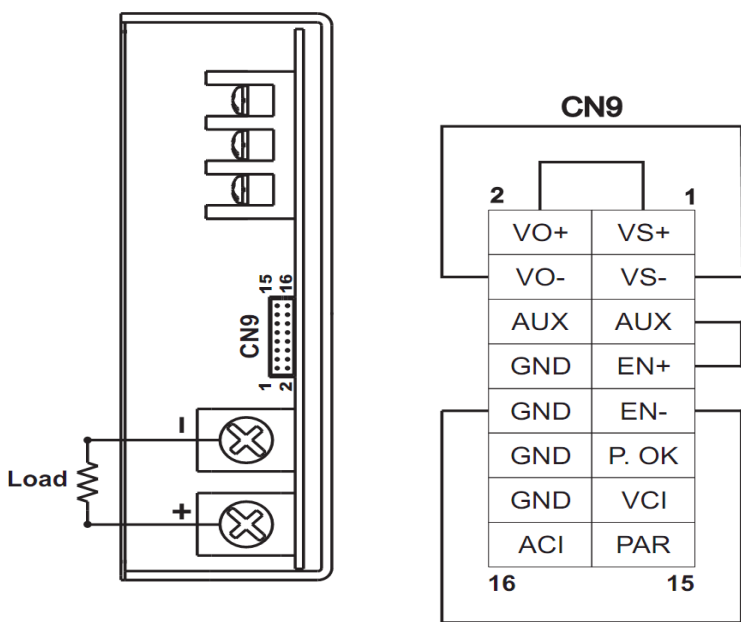 CN9
2 1
VO+ VS+
VO- VS-
AUX AUX
GND EN+
GND EN-
GND P. OK
GND VCI
ACI PAR
16 15
15
16
CN9
1
2
-
Load
+